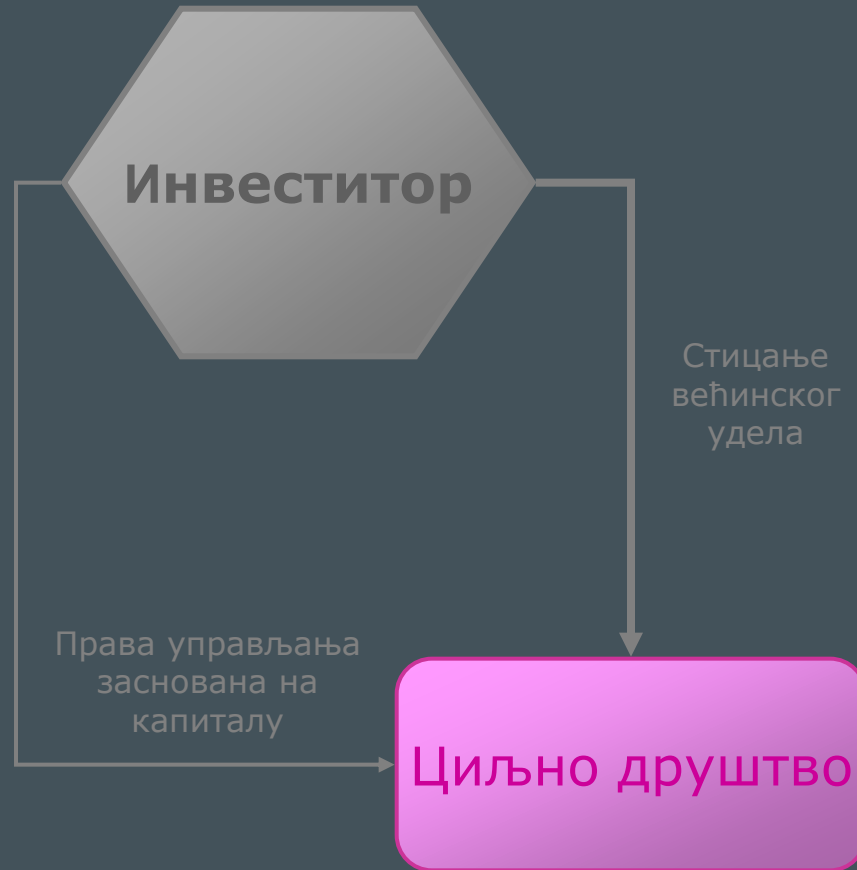 Инвеститор
Стицање
већинског
удела
Права управљања
заснована на
капиталу
Циљно друштво